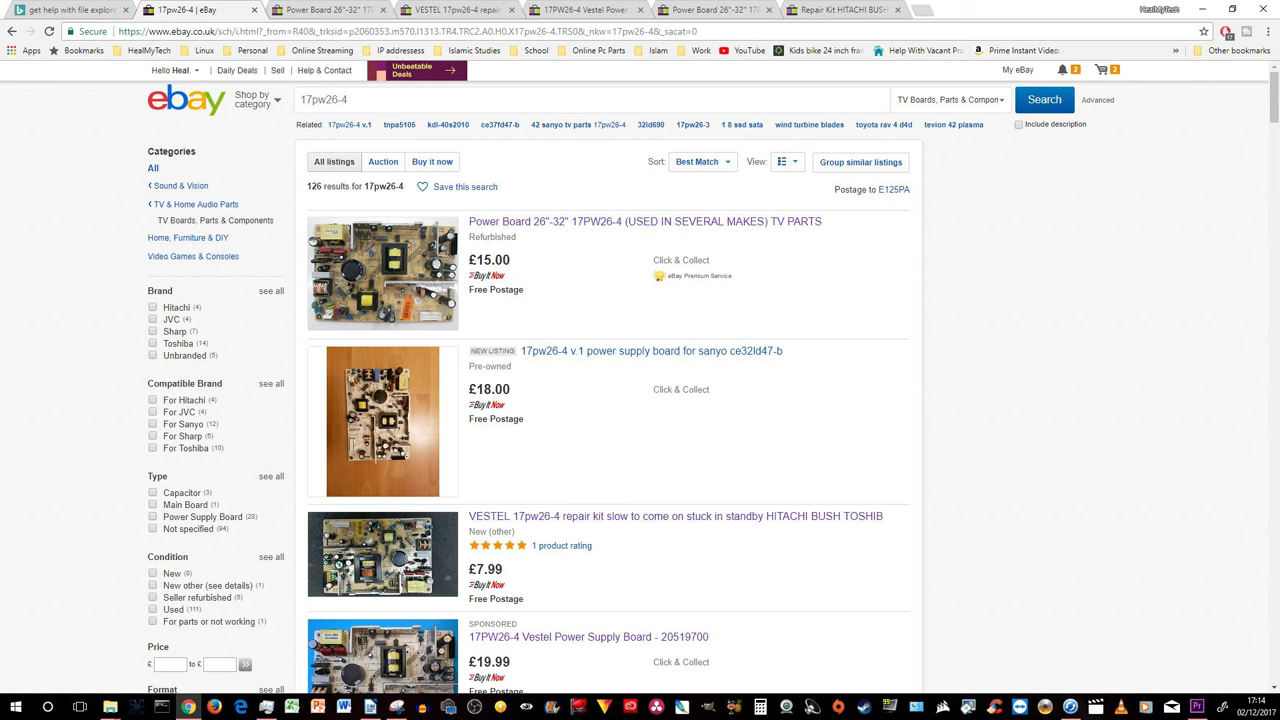 get help with file explore
17pw26-4 | eBay
Power Board 26"-32" 17P
VESTEL 17pw26-4 repair
17PW26-4 Vestel Power S
Power Board 26"-32" 17P
Repair Kit HITACHI BUSH
HealMyTech
Secure
https://www.ebay.co.uk/sch/i.html?_from=R40&_trksid=p2060353.m570.l1313.TR4.TRC2.A0.H0.X17pw26-4.TRS0&_nkw=17pw26-4&_sacat=0
Apps
Bookmarks
HealMyTech
Islam
Personal
Online Streaming
IP addresess
Islamic Studies
School
Online Pc Parts
Islam
Work
YouTube
Kids bike 24 inch fran
Help With Vacant Pro
Prime Instant Video
Other bookmarks
Hello Heal.
Daily Deals
Sell
Help & Contact
Unbeatable
Deals
My eBay
2
2
ebay
Shop by
category
17pw26-4
TV Boards, Parts & Compon
Search
Advanced
Related:
17pw26-4 v.1
tnpa5105
kdl-40s2010
ce37fd47-b
42 sanyo tv parts 17pw26-4
32ld690
17pw26-3
1 8 ssd sata
wind turbine blades
toyota rav 4 d4d
tevion 42 plasma
Include description
Categories
All
Sound & Vision
TV & Home Audio Parts
TV Boards, Parts & Components
Home, Furniture & DIY
Video Games & Consoles
Brand
see all
Hitachi (4)
JVC (4)
Sharp (7)
Toshiba (14)
Unbranded (5)
Compatible Brand
see all
For Hitachi (4)
For JVC (4)
For Sanyo (12)
For Sharp (5)
For Toshiba (10)
Type
see all
Capacitor (3)
Main Board (1)
Power Supply Board (28)
Not specified (94)
Condition
see all
New (8)
New other (see details) (1)
Seller refurbished (5)
Used (111)
For parts or not working (1)
Price
£
to £
Format
see all
All listings
Auction
Buy it now
Sort:
Best Match
View:
Group similar listings
126 results for 17pw26-4
Save this search
Postage to E125PA
Power Board 26"-32" 17PW26-4 (USED IN SEVERAL MAKES) TV PARTS
Refurbished
£15.00
Buy It Now
Free Postage
Click & Collect
eBay Premium Service
NEW LISTING
17pw26-4 v.1 power supply board for sanyo ce32ld47-b
Pre-owned
£18.00
Buy It Now
Free Postage
Click & Collect
VESTEL 17pw26-4 repair kit slow to come on stuck in standby HITACHI BUSH TOSHIB
New (other)
1 product rating
£7.99
Buy It Now
Free Postage
SPONSORED
17PW26-4 Vestel Power Supply Board - 20519700
£19.99
Buy It Now
Free Postage
Click & Collect
17:14
02/12/2017